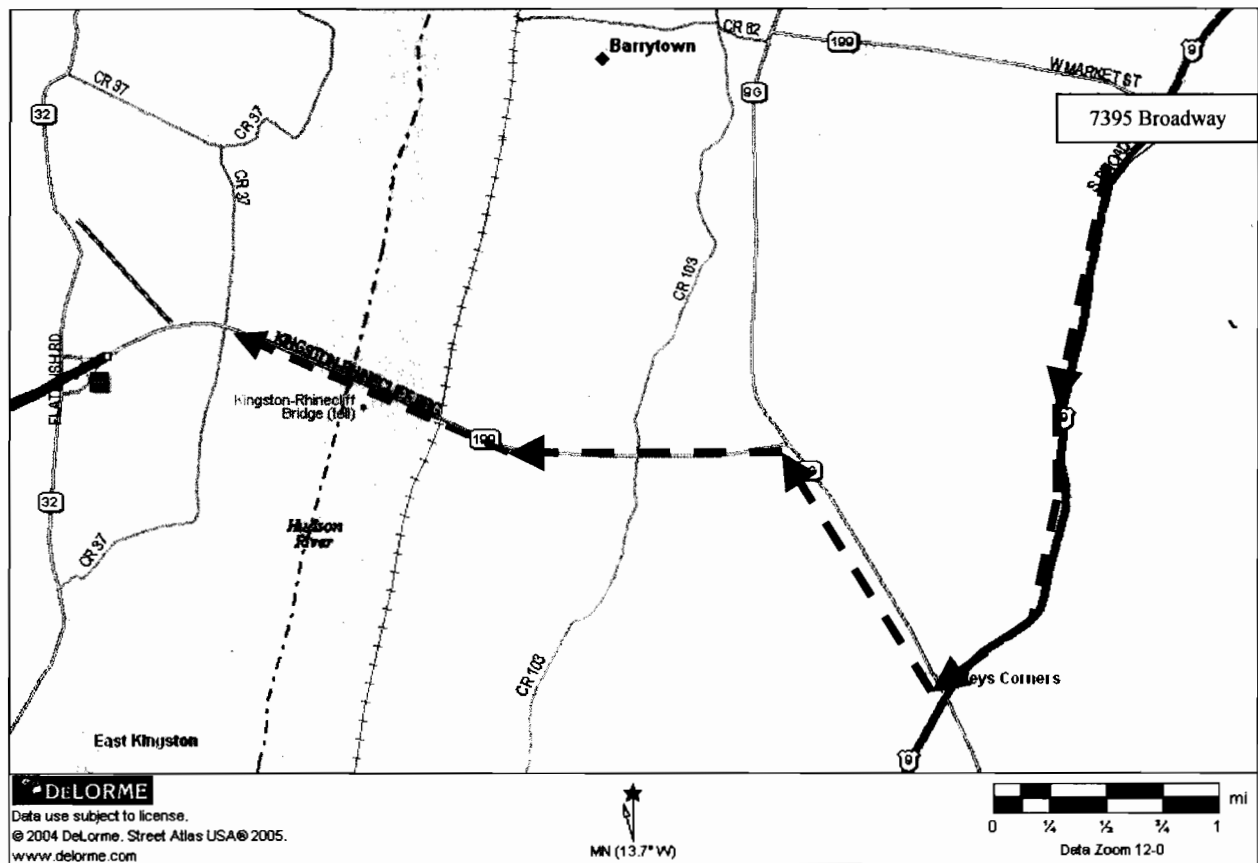 CR 82
Barrytown
199
9
W MARKET ST
CR 37
9G
32
CR 37
7395 Broadway
CR 37
CR 103
FLATBUSH RD
Kingston-Rhinecliff
Bridge (toll)
9
199
32
Hudson
River
CR 37
CR 103
East Kingston
9
DELORME
Data use subject to license.
© 2004 DeLorme. Street Atlas USA® 2005.
www.delorme.com
MN (13.7° W)
mi
0 ¼ ½ ¾ 1
Data Zoom 12-0